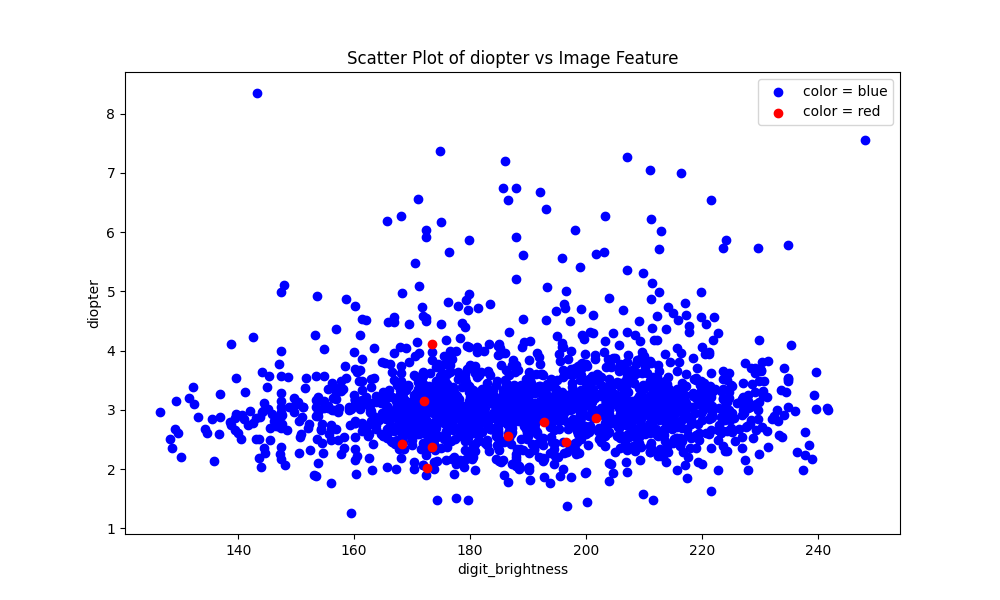 Scatter Plot of diopter vs Image Feature
color = blue
color = red
8
7
6
5
4
3
2
1
diopter
140 160 180 200 220 240
digit_brightness